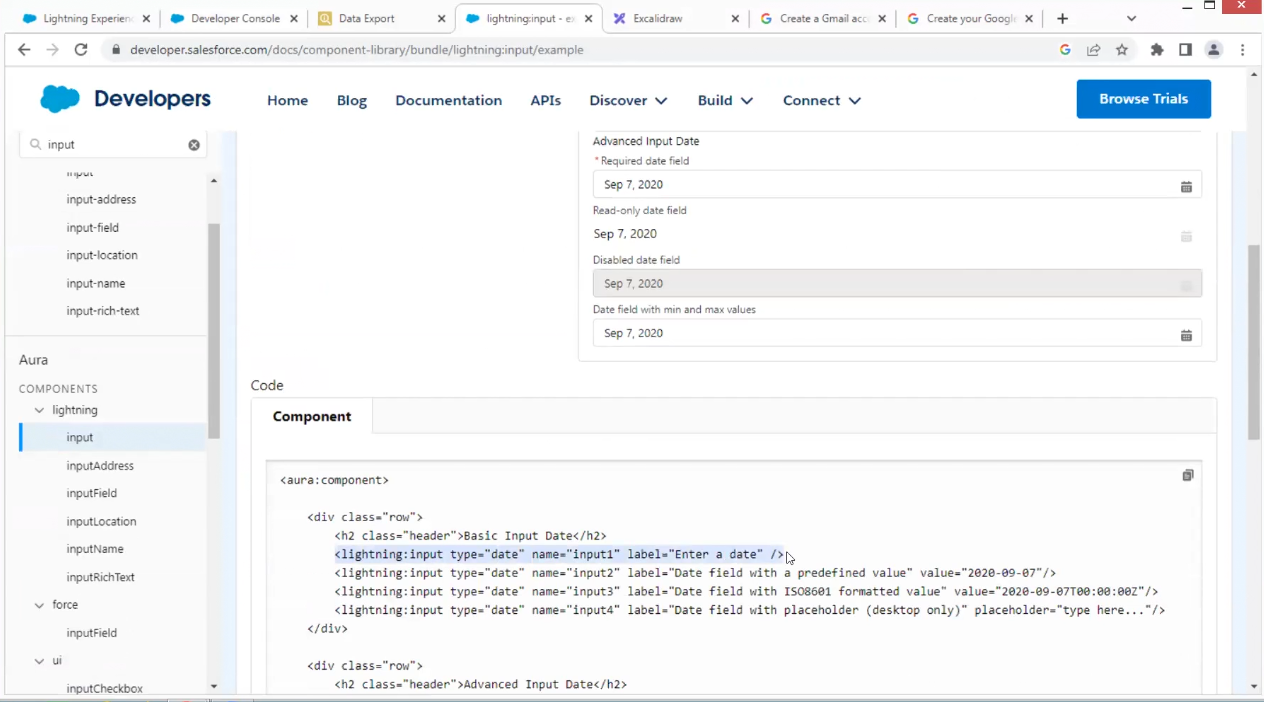 Lightning Experienc
Developer Console
Data Export
lightning:input - ex
Excalidraw
Create a Gmail acc
Create your Google
developer.salesforce.com/docs/component-library/bundle/lightning:input/example
Developers
Home
Blog
Documentation
APIs
Discover
Build
Connect
Browse Trials
input
input
input-address
input-field
input-location
input-name
input-rich-text
Aura
COMPONENTS
lightning
input
inputAddress
inputField
inputLocation
inputName
inputRichText
force
inputField
ui
inputCheckbox
Advanced Input Date
* Required date field
Sep 7, 2020
Read-only date field
Sep 7, 2020
Disabled date field
Sep 7, 2020
Date field with min and max values
Sep 7, 2020
Code
Component
<aura:component>
<div class="row">
<h2 class="header">Basic Input Date</h2>
<lightning:input type="date" name="input1" label="Enter a date" />
<lightning:input type="date" name="input2" label="Date field with a predefined value" value="2020-09-07"/>
<lightning:input type="date" name="input3" label="Date field with ISO8601 formatted value" value="2020-09-07T00:00:00Z"/>
<lightning:input type="date" name="input4" label="Date field with placeholder (desktop only)" placeholder="type here..."/>
</div>
<div class="row">
<h2 class="header">Advanced Input Date</h2>